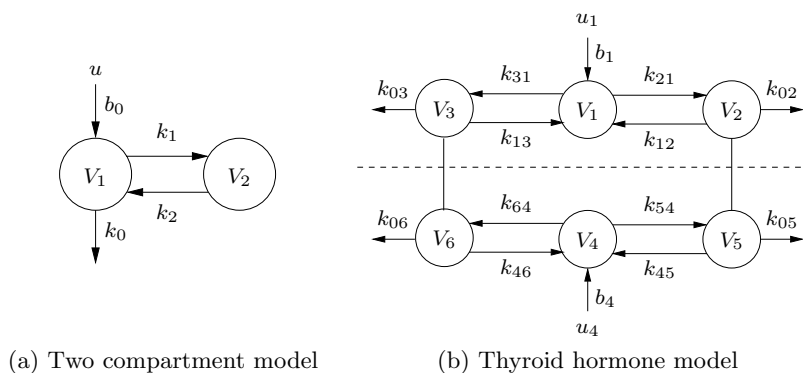 u
b₀
k₁
V₁
V₂
k₂
k₀
(a) Two compartment model
u₁
b₁
k₀₃
k₃₁
k₂₁
k₀₂
V₃
V₁
V₂
k₁₃
k₁₂
k₀₆
k₆₄
k₅₄
k₀₅
V₆
V₄
V₅
k₄₆
k₄₅
b₄
u₄
(b) Thyroid hormone model